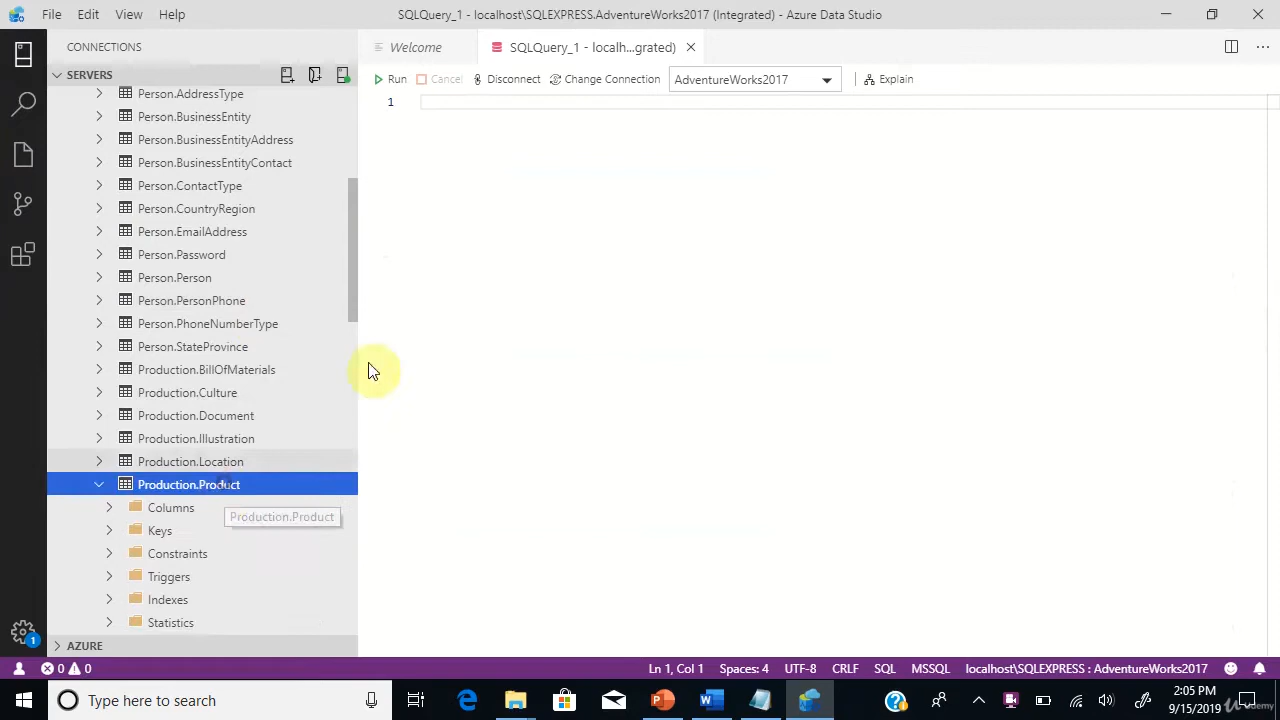 File Edit View Help
SQLQuery_1 - localhost\SQLEXPRESS.AdventureWorks2017 (Integrated) - Azure Data Studio
CONNECTIONS
Welcome
SQLQuery_1 - localh...grated)
SERVERS
Run Cancel Disconnect Change Connection AdventureWorks2017 Explain
1
Person.AddressType
Person.BusinessEntity
Person.BusinessEntityAddress
Person.BusinessEntityContact
Person.ContactType
Person.CountryRegion
Person.EmailAddress
Person.Password
Person.Person
Person.PersonPhone
Person.PhoneNumberType
Person.StateProvince
Production.BillOfMaterials
Production.Culture
Production.Document
Production.Illustration
Production.Location
Production.Product
Columns
Production.Product
Keys
Constraints
Triggers
Indexes
Statistics
AZURE
1
0 0
Ln 1, Col 1 Spaces: 4 UTF-8 CRLF SQL MSSQL localhost\SQLEXPRESS : AdventureWorks2017
Type here to search
2:05 PM
9/15/2019
Udemy